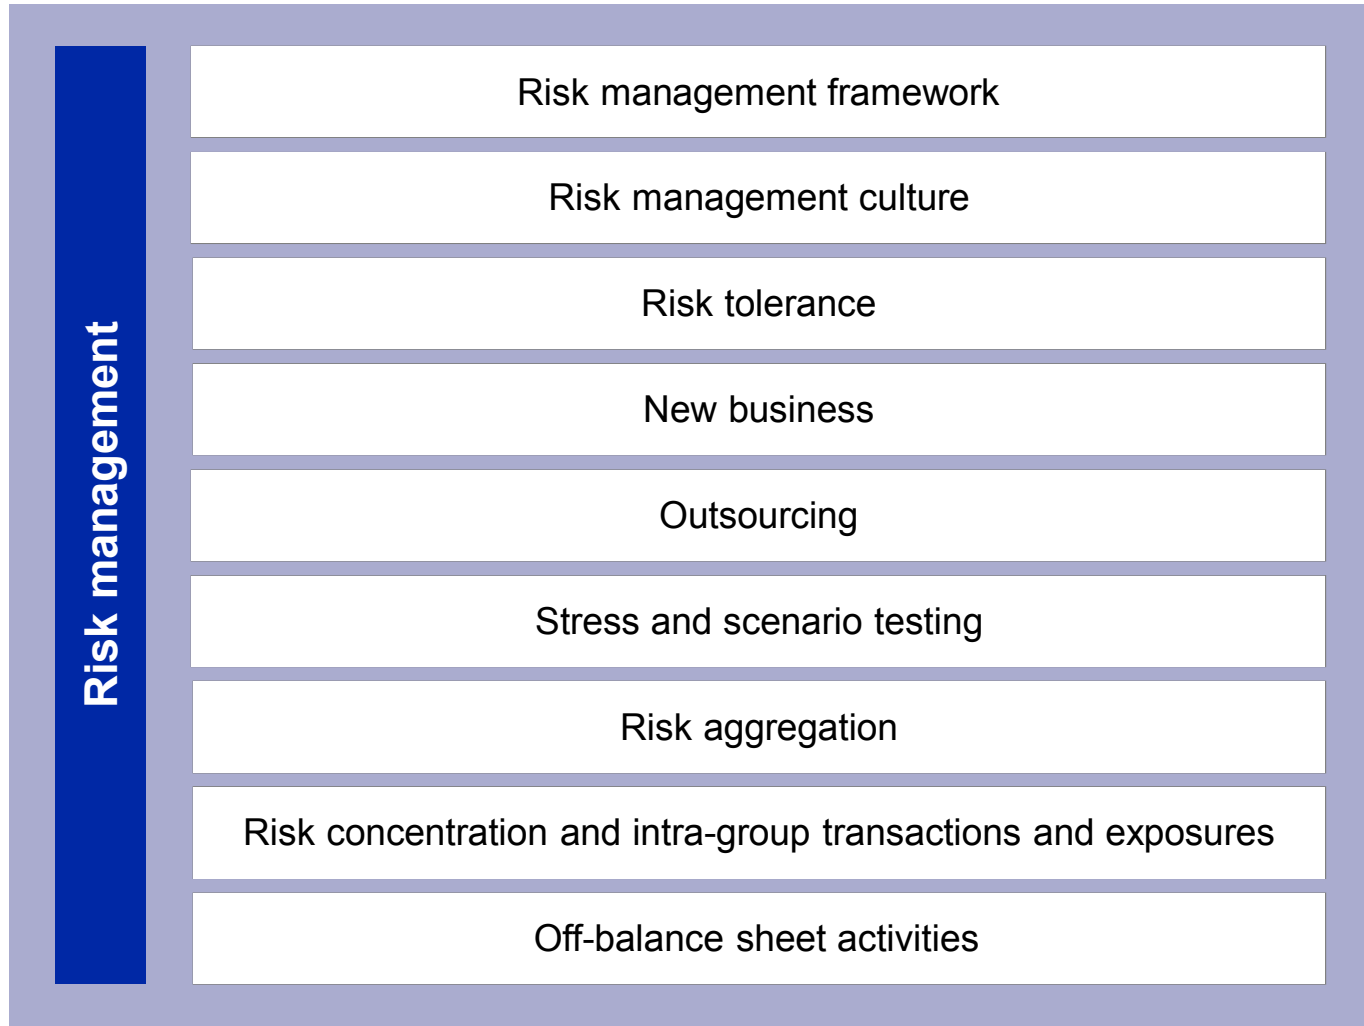 Risk management
Risk management framework
Risk management culture
Risk tolerance
New business
Outsourcing
Stress and scenario testing
Risk aggregation
Risk concentration and intra-group transactions and exposures
Off-balance sheet activities